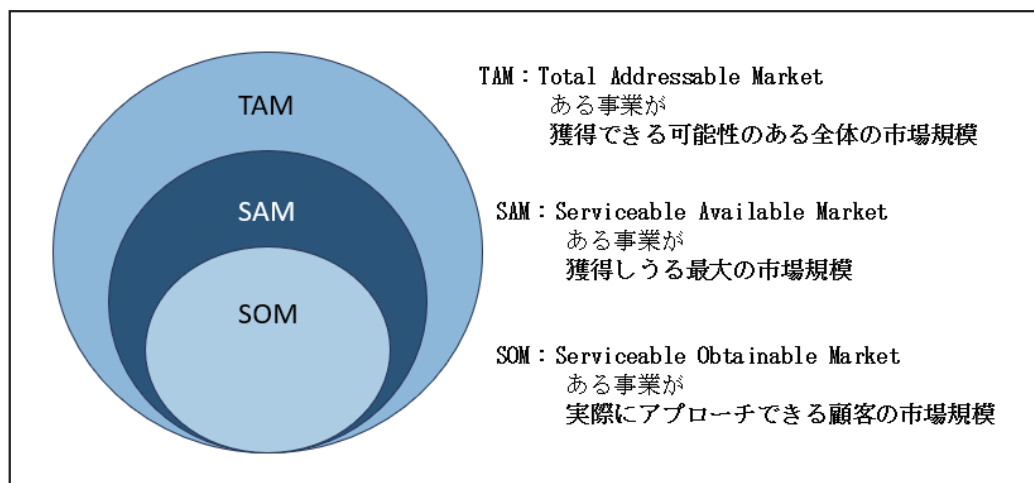 TAM
SAM
SOM
TAM：Total Addressable Market
ある事業が
獲得できる可能性のある全体の市場規模
SAM：Serviceable Available Market
ある事業が
獲得しうる最大の市場規模
SOM：Serviceable Obtainable Market
ある事業が
実際にアプローチできる顧客の市場規模